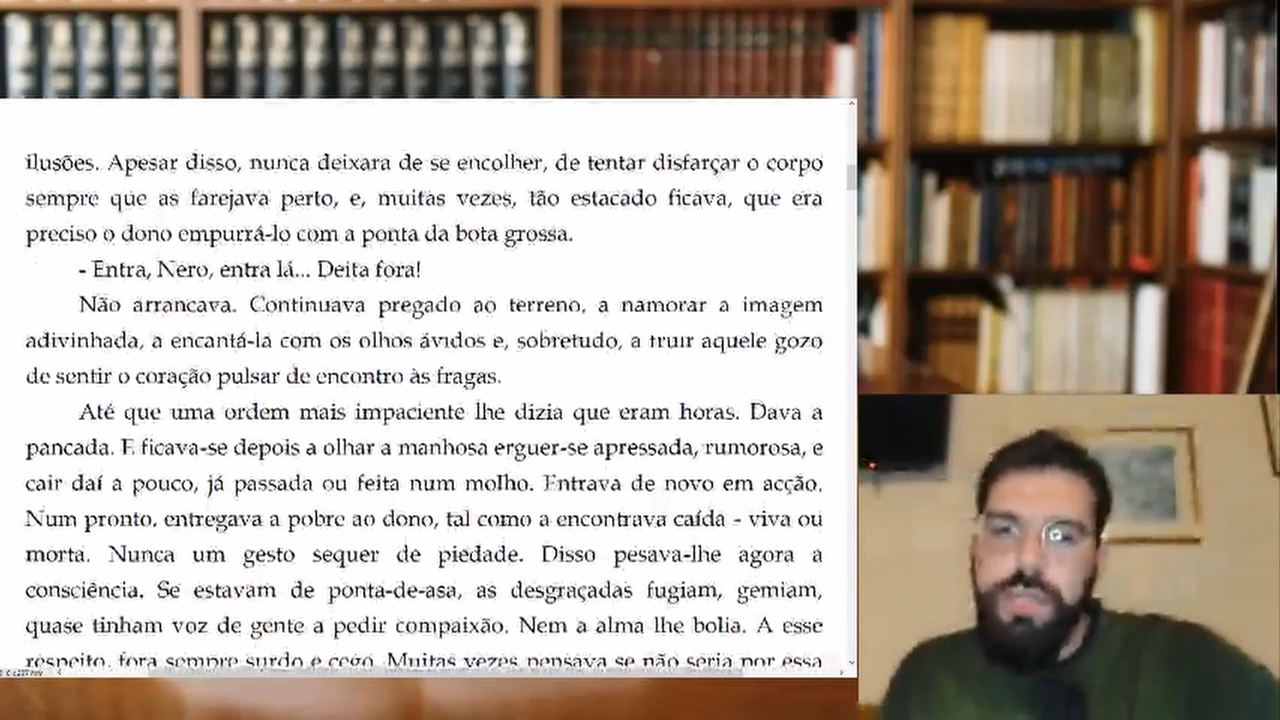 ilusões. Apesar disso, nunca deixara de se encolher, de tentar disfarçar o corpo
sempre que as farejava perto, e, muitas vezes, tão estacado ficava, que era
preciso o dono empurrá-lo com a ponta da bota grossa.
- Entra, Nero, entra lá... Deita fora!
Não arrancava. Continuava pregado ao terreno, a namorar a imagem
adivinhada, a encantá-la com os olhos ávidos e, sobretudo, a fruir aquele gozo
de sentir o coração pulsar de encontro às fragas.
Até que uma ordem mais impaciente lhe dizia que eram horas. Dava a
pancada. E ficava-se depois a olhar a manhosa erguer-se apressada, rumorosa, e
cair daí a pouco, já passada ou feita num molho. Entrava de novo em acção.
Num pronto, entregava a pobre ao dono, tal como a encontrava caída - viva ou
morta. Nunca um gesto sequer de piedade. Disso pesava-lhe agora a
consciência. Se estavam de ponta-de-asa, as desgraçadas fugiam, gemiam,
quase tinham voz de gente a pedir compaixão. Nem a alma lhe bolia. A esse
respeito, fora sempre surdo e cego. Muitas vezes pensava se não seria por essa